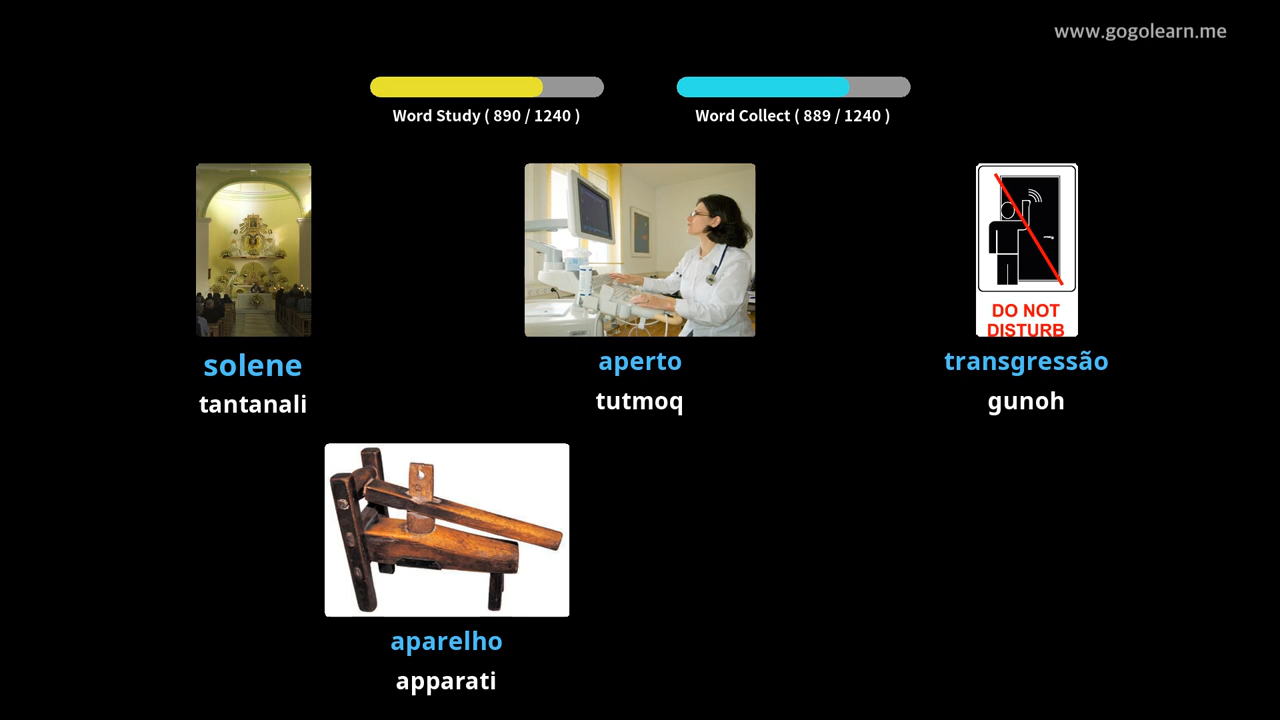 www.gogolearn.me
Word Study ( 890 / 1240 )
Word Collect ( 889 / 1240 )
DO NOT
DISTURB
solene
tantanali
aperto
tutmoq
transgressão
gunoh
aparelho
apparati